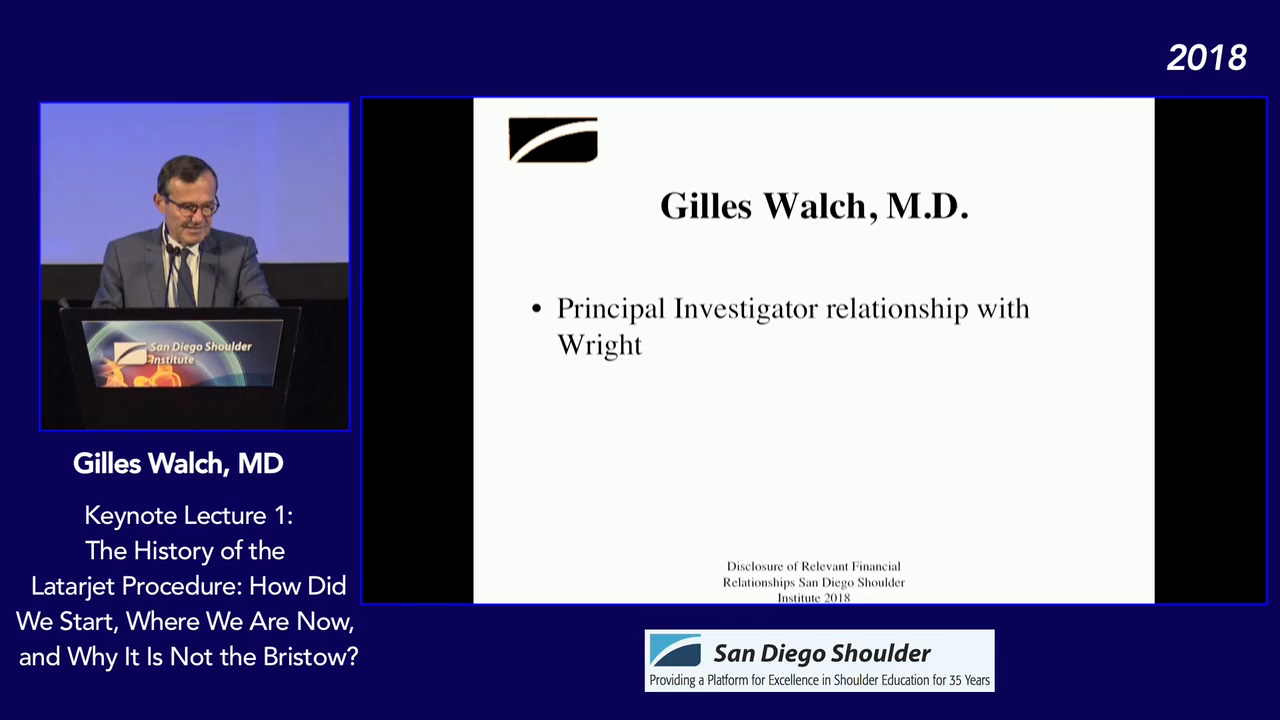 2018
Gilles Walch, M.D.
• Principal Investigator relationship with
Wright
Disclosure of Relevant Financial
Relationships San Diego Shoulder
Institute 2018
San Diego Shoulder
Institute
Gilles Walch, MD
Keynote Lecture 1:
The History of the
Latarjet Procedure: How Did
We Start, Where We Are Now,
and Why It Is Not the Bristow?
San Diego Shoulder
Providing a Platform for Excellence in Shoulder Education for 35 Years